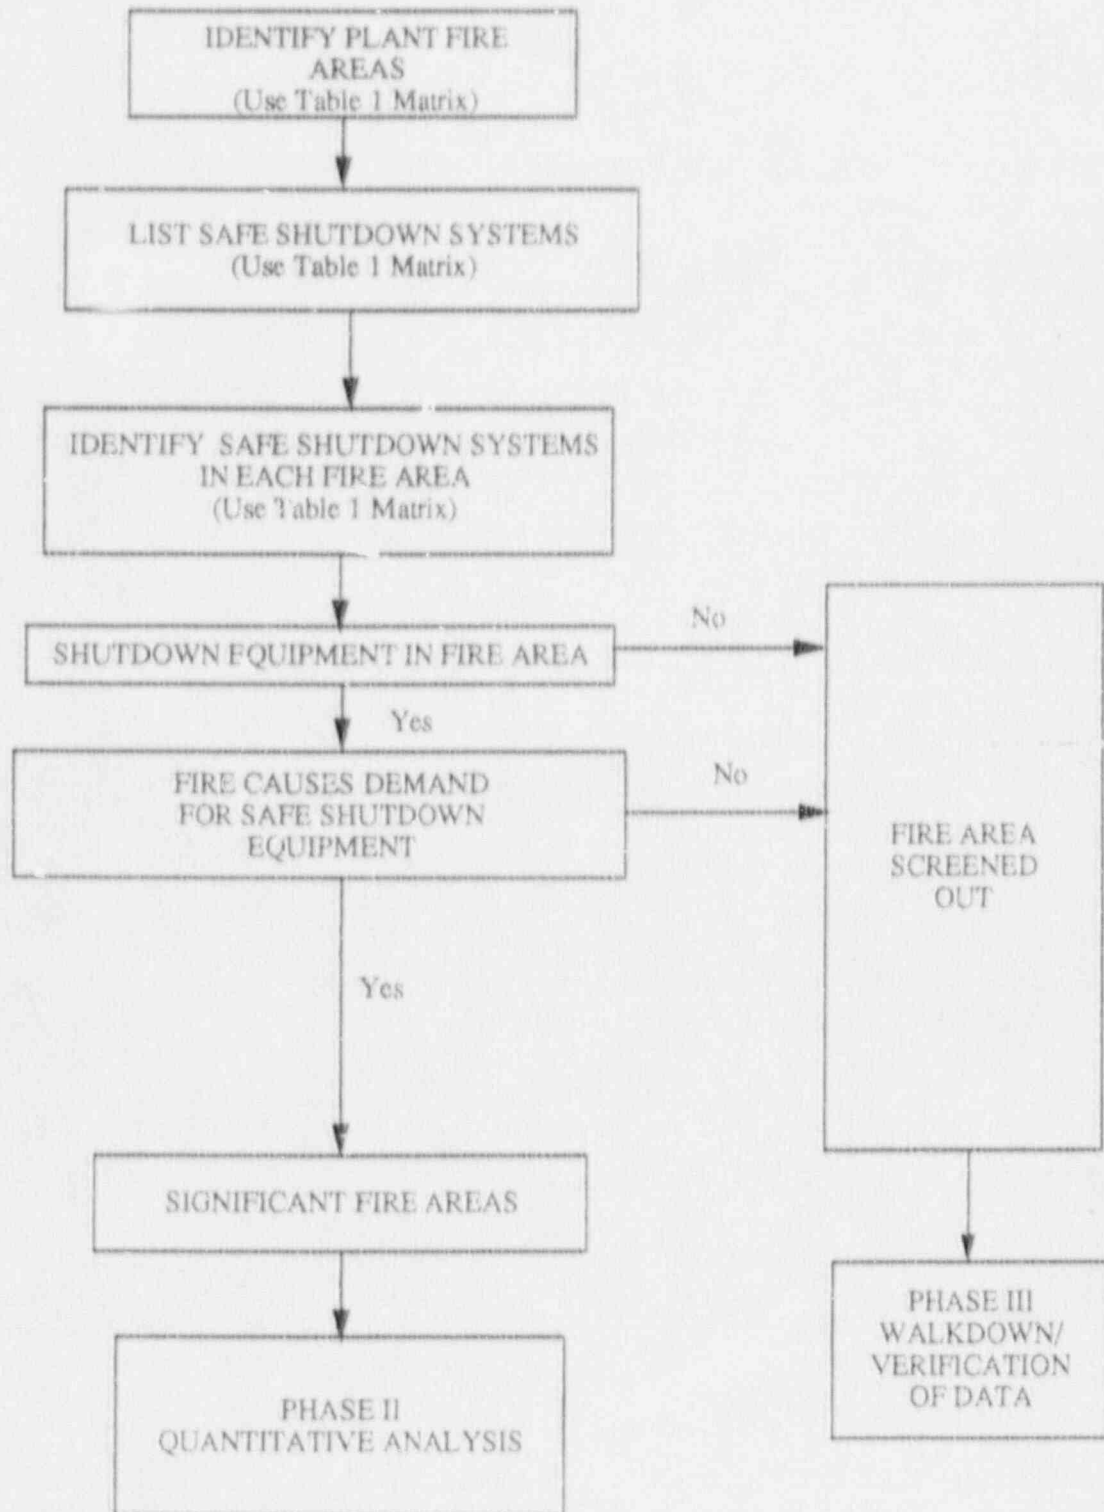 IDENTIFY PLANT FIRE
AREAS
(Use Table 1 Matrix)
LIST SAFE SHUTDOWN SYSTEMS
(Use Table 1 Matrix)
IDENTIFY SAFE SHUTDOWN SYSTEMS
IN EACH FIRE AREA
(Use Table 1 Matrix)
SHUTDOWN EQUIPMENT IN FIRE AREA
No
Yes
FIRE CAUSES DEMAND
FOR SAFE SHUTDOWN
EQUIPMENT
No
FIRE AREA
SCREENED
OUT
Yes
SIGNIFICANT FIRE AREAS
PHASE II
QUANTITATIVE ANALYSIS
PHASE III
WALKDOWN/
VERIFICATION
OF DATA